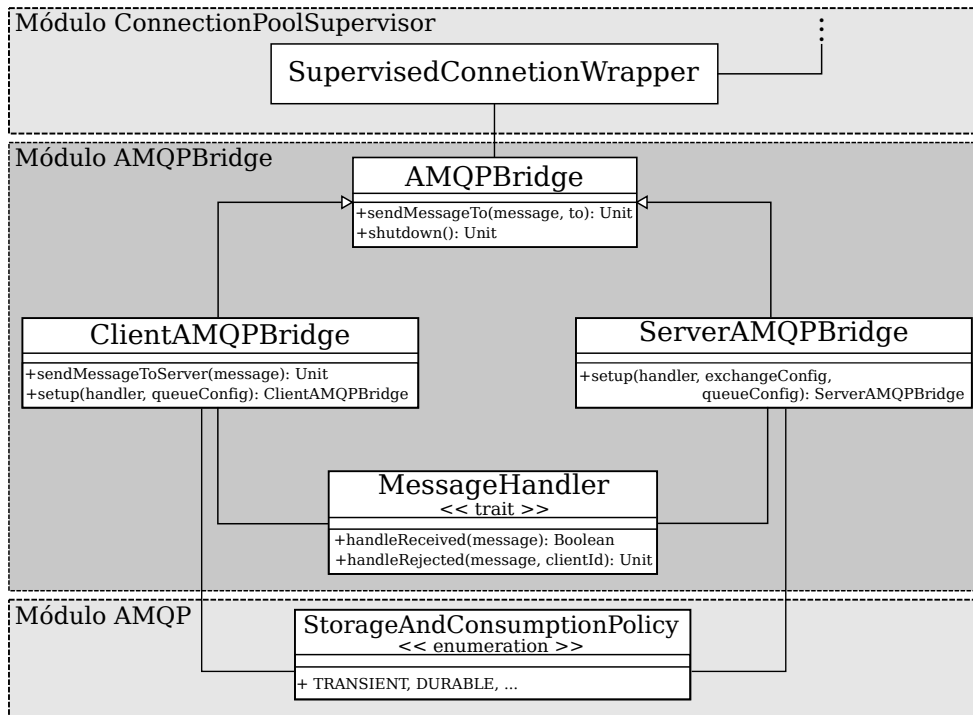 Módulo ConnectionPoolSupervisor
SupervisedConnetionWrapper
Módulo AMQPBridge
AMQPBridge
+sendMessageTo(message, to): Unit
+shutdown(): Unit
ClientAMQPBridge
+sendMessageToServer(message): Unit
+setup(handler, queueConfig): ClientAMQPBridge
ServerAMQPBridge
+setup(handler, exchangeConfig,
queueConfig): ServerAMQPBridge
MessageHandler
<< trait >>
+handleReceived(message): Boolean
+handleRejected(message, clientId): Unit
Módulo AMQP
StorageAndConsumptionPolicy
<< enumeration >>
+ TRANSIENT, DURABLE, ...